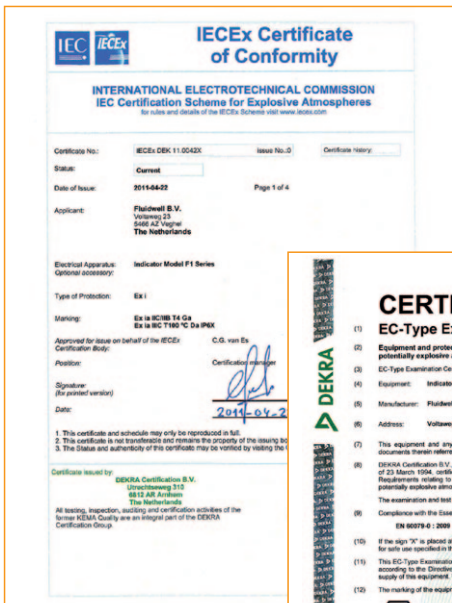 IEC
IECEx
IECEx Certificate
of Conformity
INTERNATIONAL ELECTROTECHNICAL COMMISSION
IEC Certification Scheme for Explosive Atmospheres
for rules and details of the IECEx Scheme visit www.iecex.com
Certificate No.: IECEx DEK 11.0042X issue No.:0 Certificate history:
Status: Current
Date of Issue: 2011-04-22 Page 1 of 4
Applicant: Fluidwell B.V.
Voltaweg 23
5466 AZ Veghel
The Netherlands
Electrical Apparatus: Indicator Model F1 Series
Optional accessory:
Type of Protection: Ex i
Marking: Ex ia IIC/IIB T4 Ga
Ex ia IIIC T100 °C Da IP6X
Approved for issue on behalf of the IECEx C.G. van Es
Certification Body:
Position: Certification manager
Signature:
(for printed version)
Date: 2011-04-2
1. This certificate and schedule may only be reproduced in full.
2. This certificate is not transferable and remains the property of the issuing bo
3. The Status and authenticity of this certificate may be verified by visiting the
Certificate issued by:
DEKRA Certification B.V.
Utrechtseweg 310
6812 AR Arnhem
The Netherlands
All testing, inspection, auditing and certification activities of the
former KEMA Quality are an integral part of the DEKRA
Certification Group.
DEKRA
CERTI
(1) EC-Type Ex
(2) Equipment and prote
potentially explosive
(3) EC-Type Examination Ce
(4) Equipment: Indicato
(5) Manufacturer: Fluidwel
(6) Address: Voltawe
(7) This equipment and any
documents therein referre
(8) DEKRA Certification B.V.,
of 23 March 1994, certifi
Requirements relating to
potentially explosive atmo
The examination and test
(9) Compliance with the Esse
EN 60079-0 : 2009
(10) If the sign "X" is placed a
for safe use specified in th
(11) This EC-Type Examinatio
according to the Directive
supply of this equipment.
(12) The marking of the equip